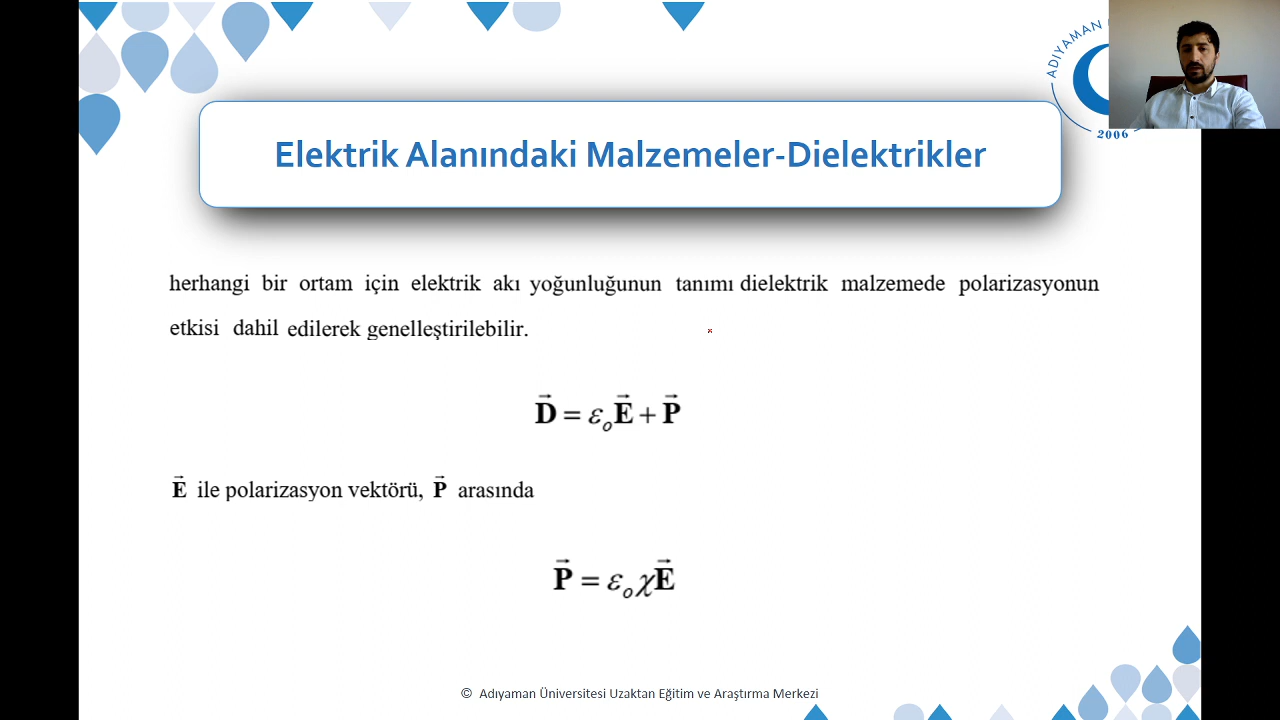 ADIYAMAN
2006
Elektrik Alanındaki Malzemeler-Dielektrikler
herhangi bir ortam için elektrik akı yoğunluğunun tanımı dielektrik malzemede polarizasyonun
etkisi dahil edilerek genelleştirilebilir.
D⃗ = εₒE⃗ + P⃗
E⃗ ile polarizasyon vektörü, P⃗ arasında
P⃗ = εₒχE⃗
© Adıyaman Üniversitesi Uzaktan Eğitim ve Araştırma Merkezi